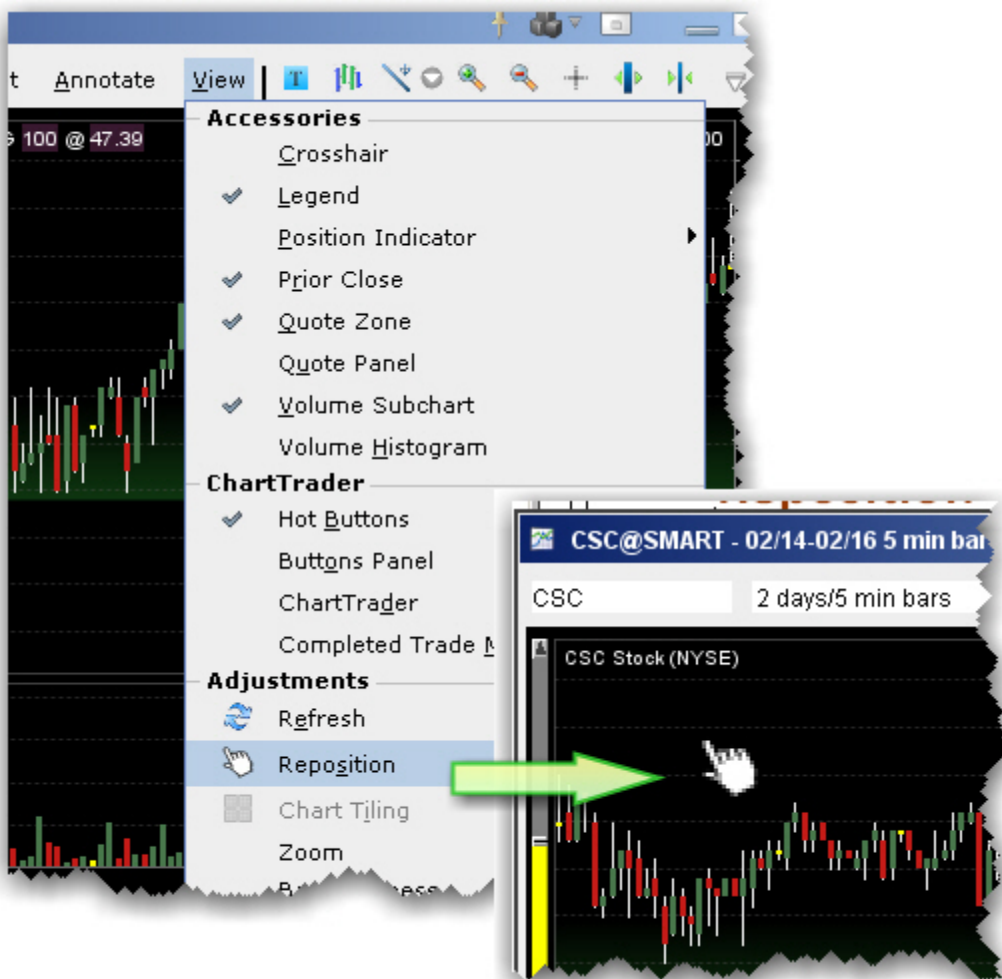 t Annotate View T
100 @ 47.39
00
Accessories
Crosshair
Legend
Position Indicator
Prior Close
Quote Zone
Quote Panel
Volume Subchart
Volume Histogram
ChartTrader
Hot Buttons
Buttons Panel
ChartTrader
Completed Trade M
Adjustments
Refresh
Reposition
Chart Tiling
Zoom
CSC@SMART - 02/14-02/16 5 min bar
CSC 2 days/5 min bars
CSC Stock (NYSE)